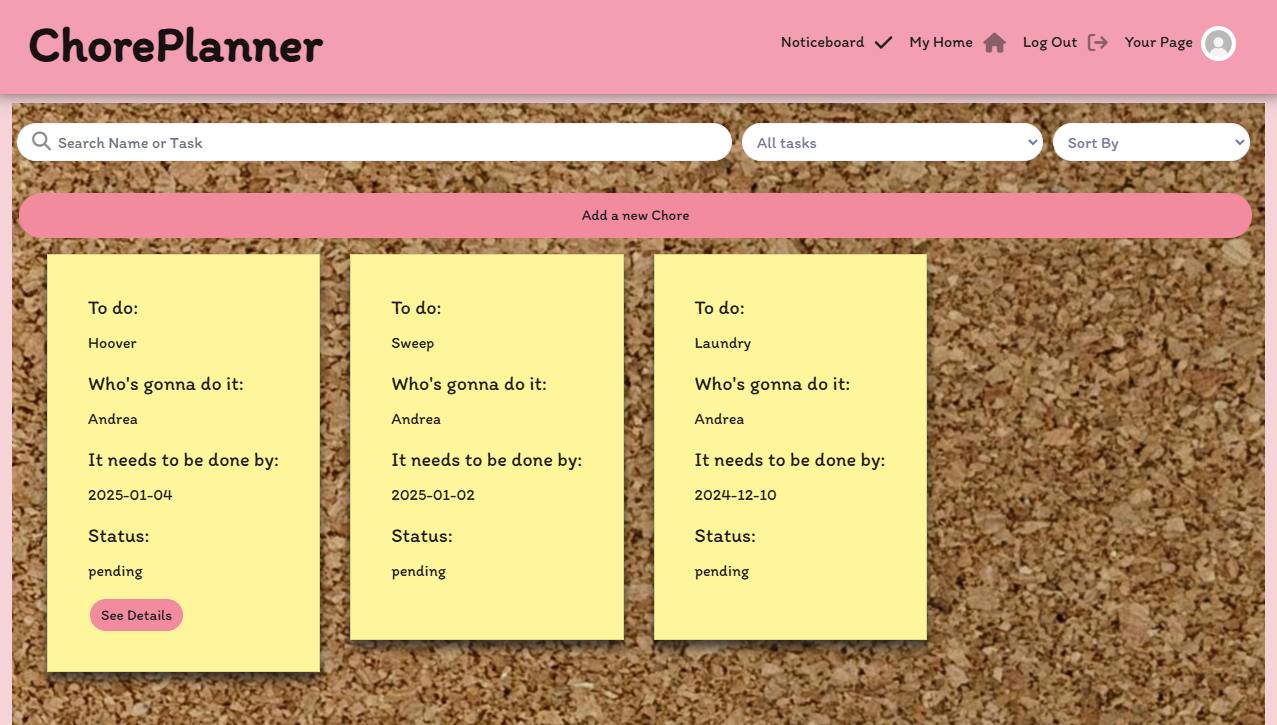 ChorePlanner
Noticeboard My Home Log Out Your Page
Search Name or Task
All tasks
Sort By
Add a new Chore
To do:
Hoover
Who's gonna do it:
Andrea
It needs to be done by:
2025-01-04
Status:
pending
See Details
To do:
Sweep
Who's gonna do it:
Andrea
It needs to be done by:
2025-01-02
Status:
pending
To do:
Laundry
Who's gonna do it:
Andrea
It needs to be done by:
2024-12-10
Status:
pending